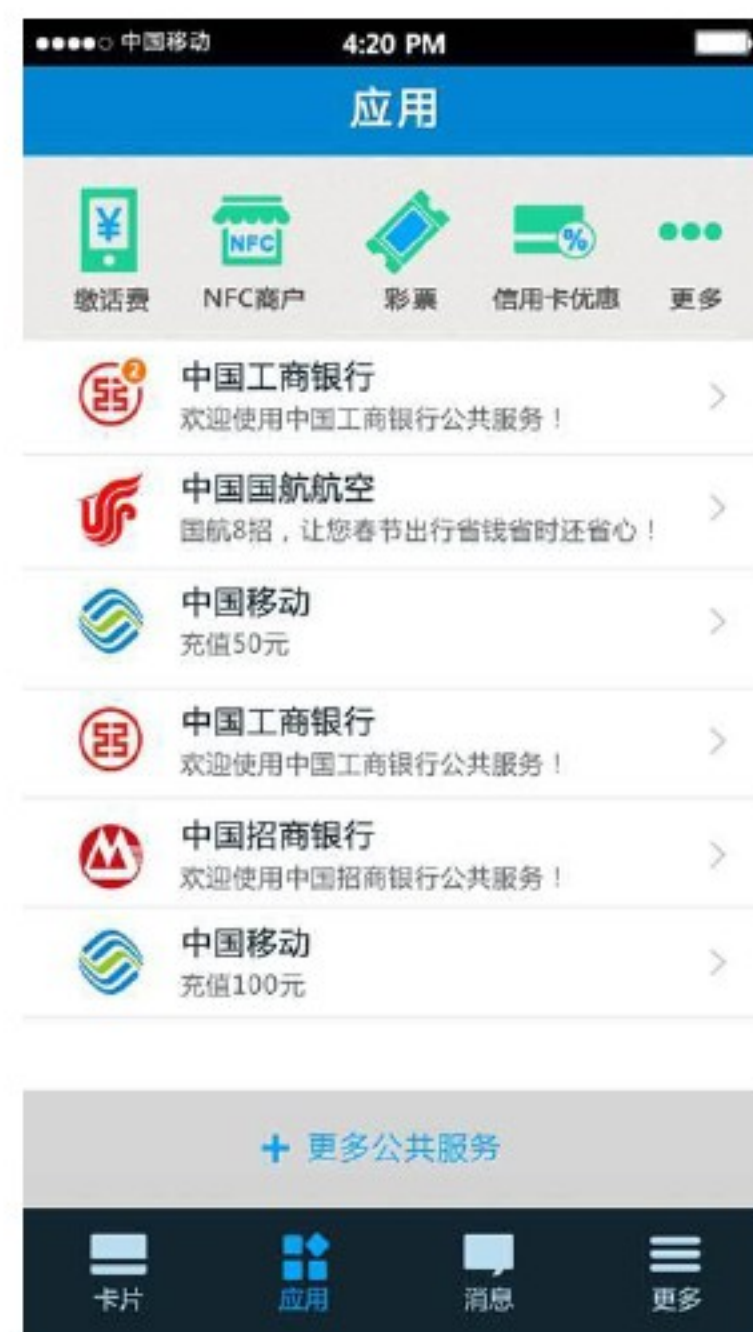 中国移动 4:20 PM
应用
¥ NFC %
缴话费 NFC商户 彩票 信用卡优惠 更多
2
中国工商银行
欢迎使用中国工商银行公共服务！
中国国航航空
国航8招，让您春节出行省钱省时还省心！
中国移动
充值50元
中国工商银行
欢迎使用中国工商银行公共服务！
中国招商银行
欢迎使用中国招商银行公共服务！
中国移动
充值100元
+ 更多公共服务
卡片 应用 消息 更多